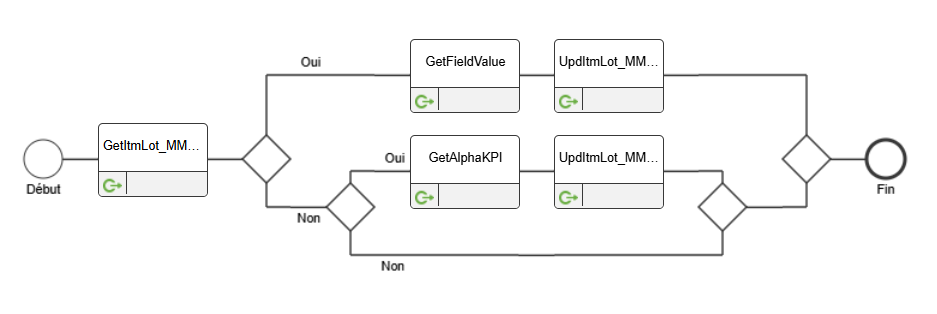 Oui
GetFieldValue
UpdItmLot_MM...
GetItmLot_MM...
Début
Oui
GetAlphaKPI
UpdItmLot_MM...
Non
Fin
Non